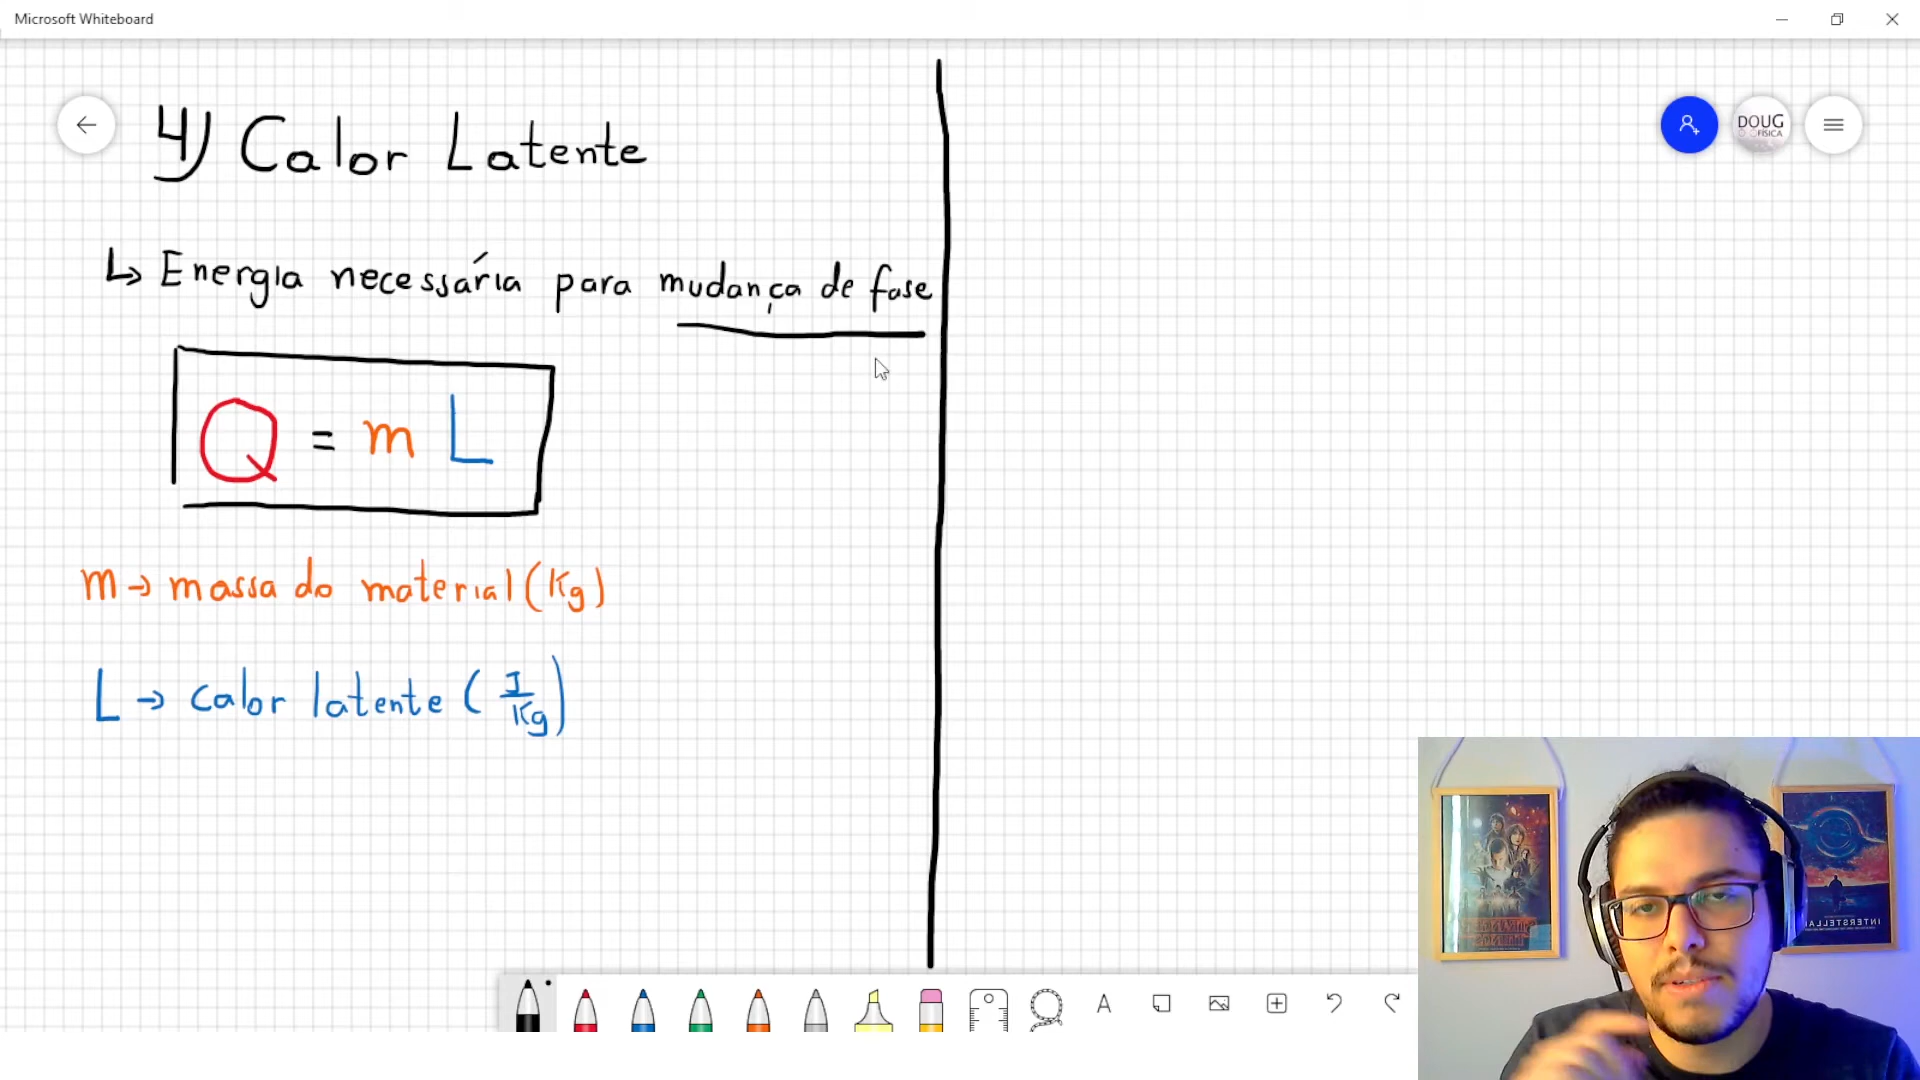 Microsoft Whiteboard
4) Calor Latente
DOUG
FÍSICA
↳ Energia necessária para mudança de fase
Q = m L
m → massa do material (Kg)
L → calor latente (J/Kg)
INTERSTELLAR
A